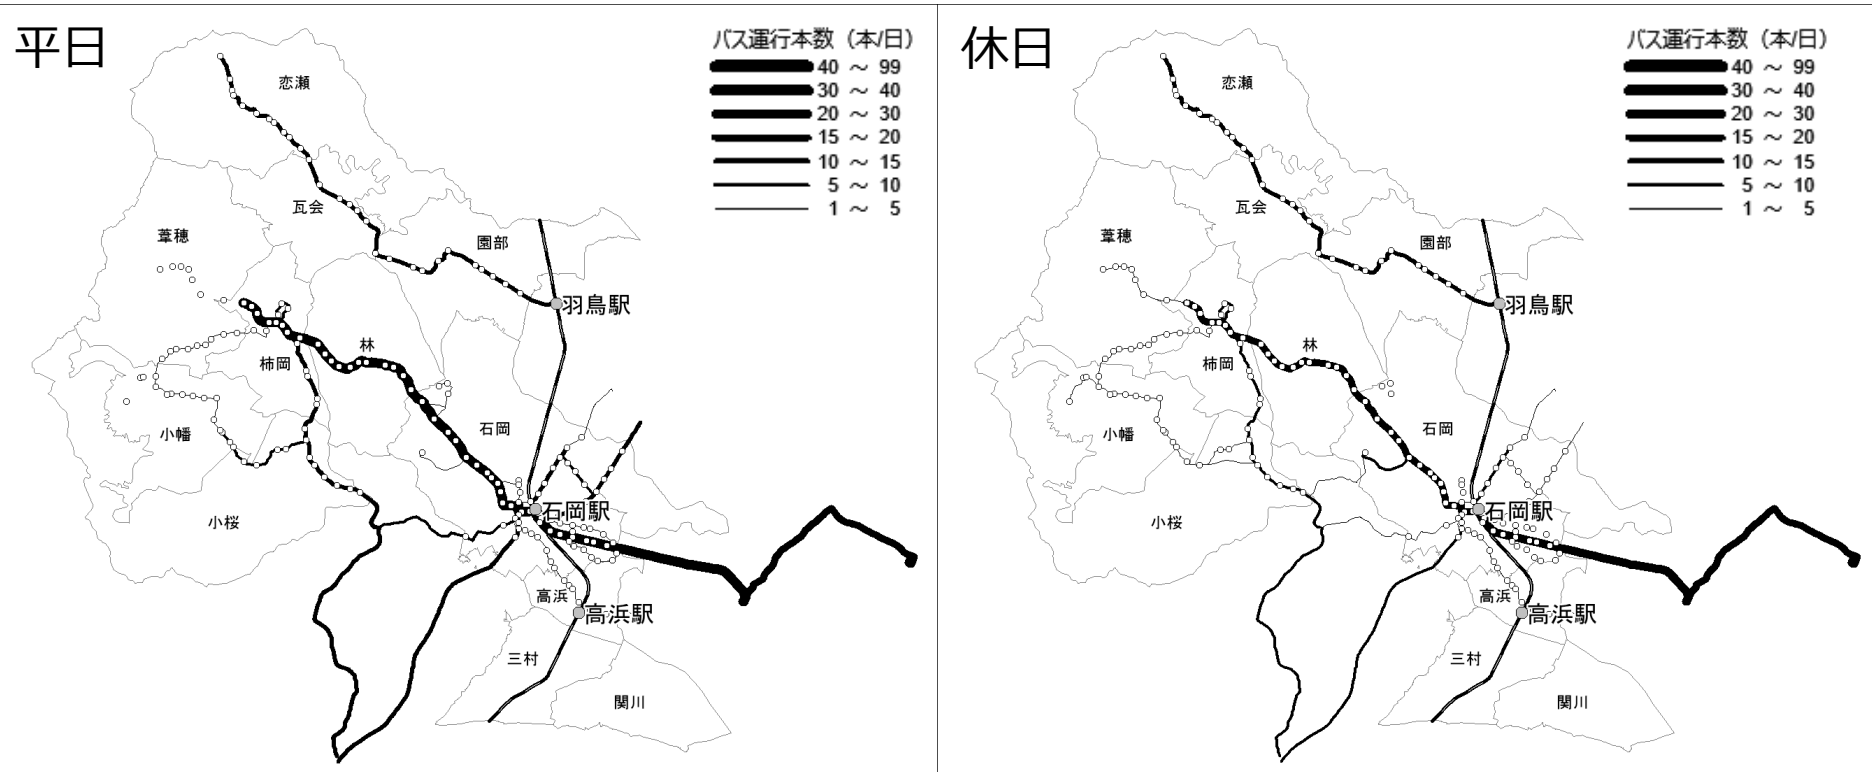 平日
バス運行本数（本/日）
40 ～ 99
30 ～ 40
20 ～ 30
15 ～ 20
10 ～ 15
5 ～ 10
1 ～ 5
恋瀬
瓦会
葦穂
園部
羽鳥駅
林
柿岡
石岡
小幡
石岡駅
小桜
高浜
高浜駅
三村
関川
休日
バス運行本数（本/日）
40 ～ 99
30 ～ 40
20 ～ 30
15 ～ 20
10 ～ 15
5 ～ 10
1 ～ 5
恋瀬
瓦会
葦穂
園部
羽鳥駅
林
柿岡
石岡
小幡
石岡駅
小桜
高浜
高浜駅
三村
関川